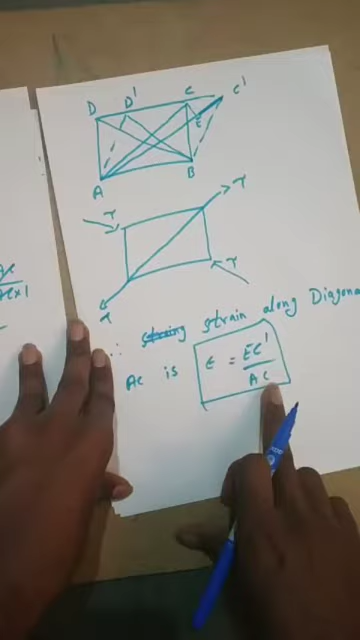 D D' C C'
E
A B
τ
τ
τ
τ
∴ strain along Diagona
AC is ε = EC' / AC